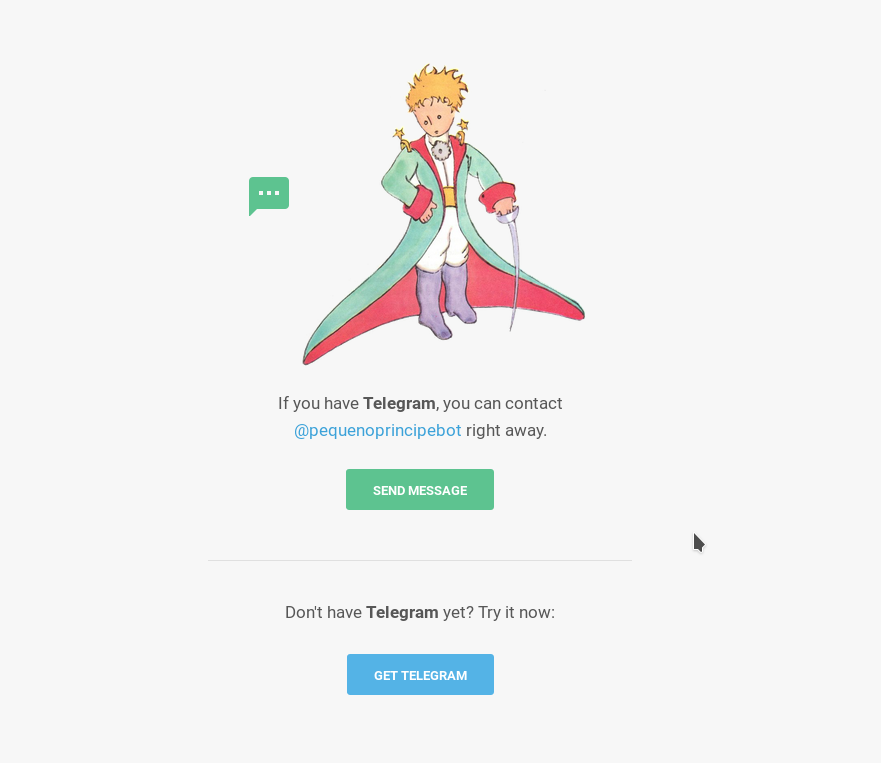 If you have Telegram, you can contact
@pequenoprincipebot right away.
SEND MESSAGE
Don't have Telegram yet? Try it now:
GET TELEGRAM